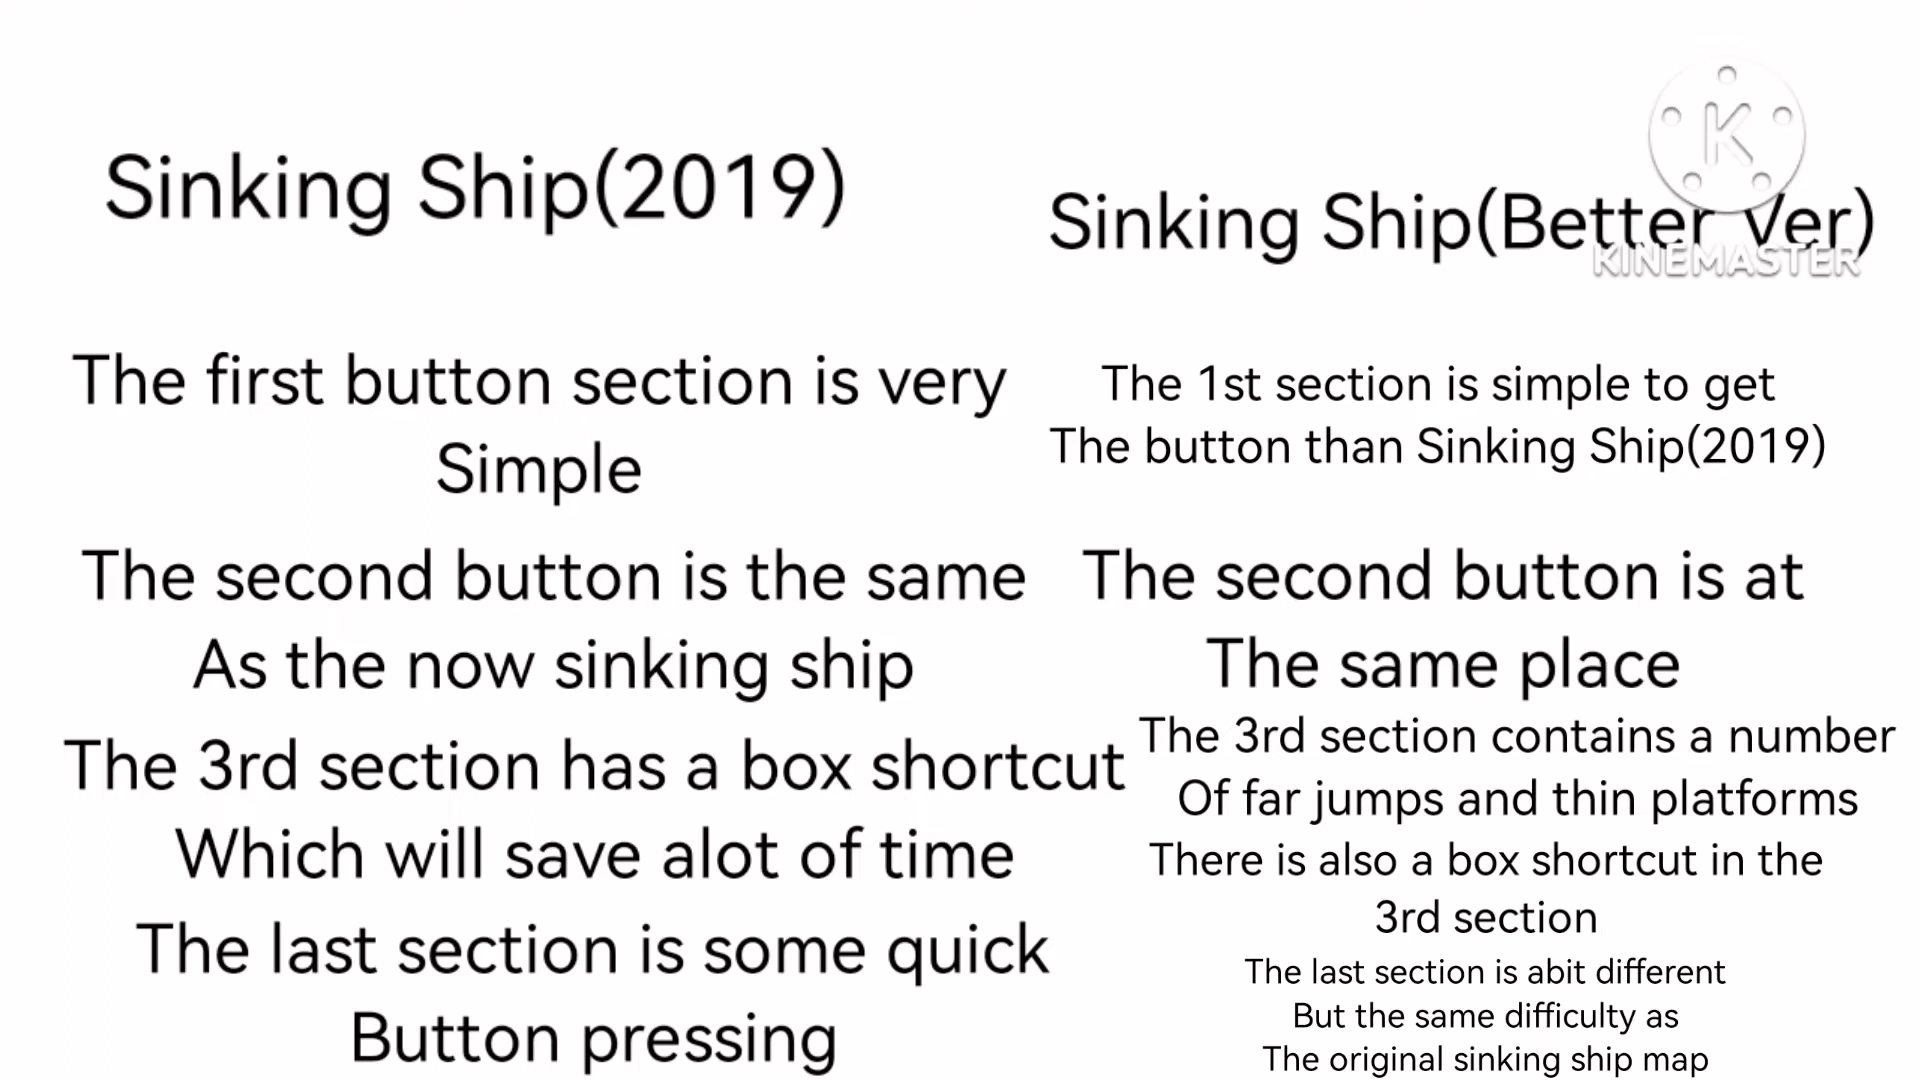 Sinking Ship(2019)
The first button section is very
Simple
The second button is the same
As the now sinking ship
The 3rd section has a box shortcut
Which will save alot of time
The last section is some quick
Button pressing
K
KINEMASTER
Sinking Ship(Better Ver)
The 1st section is simple to get
The button than Sinking Ship(2019)
The second button is at
The same place
The 3rd section contains a number
Of far jumps and thin platforms
There is also a box shortcut in the
3rd section
The last section is abit different
But the same difficulty as
The original sinking ship map